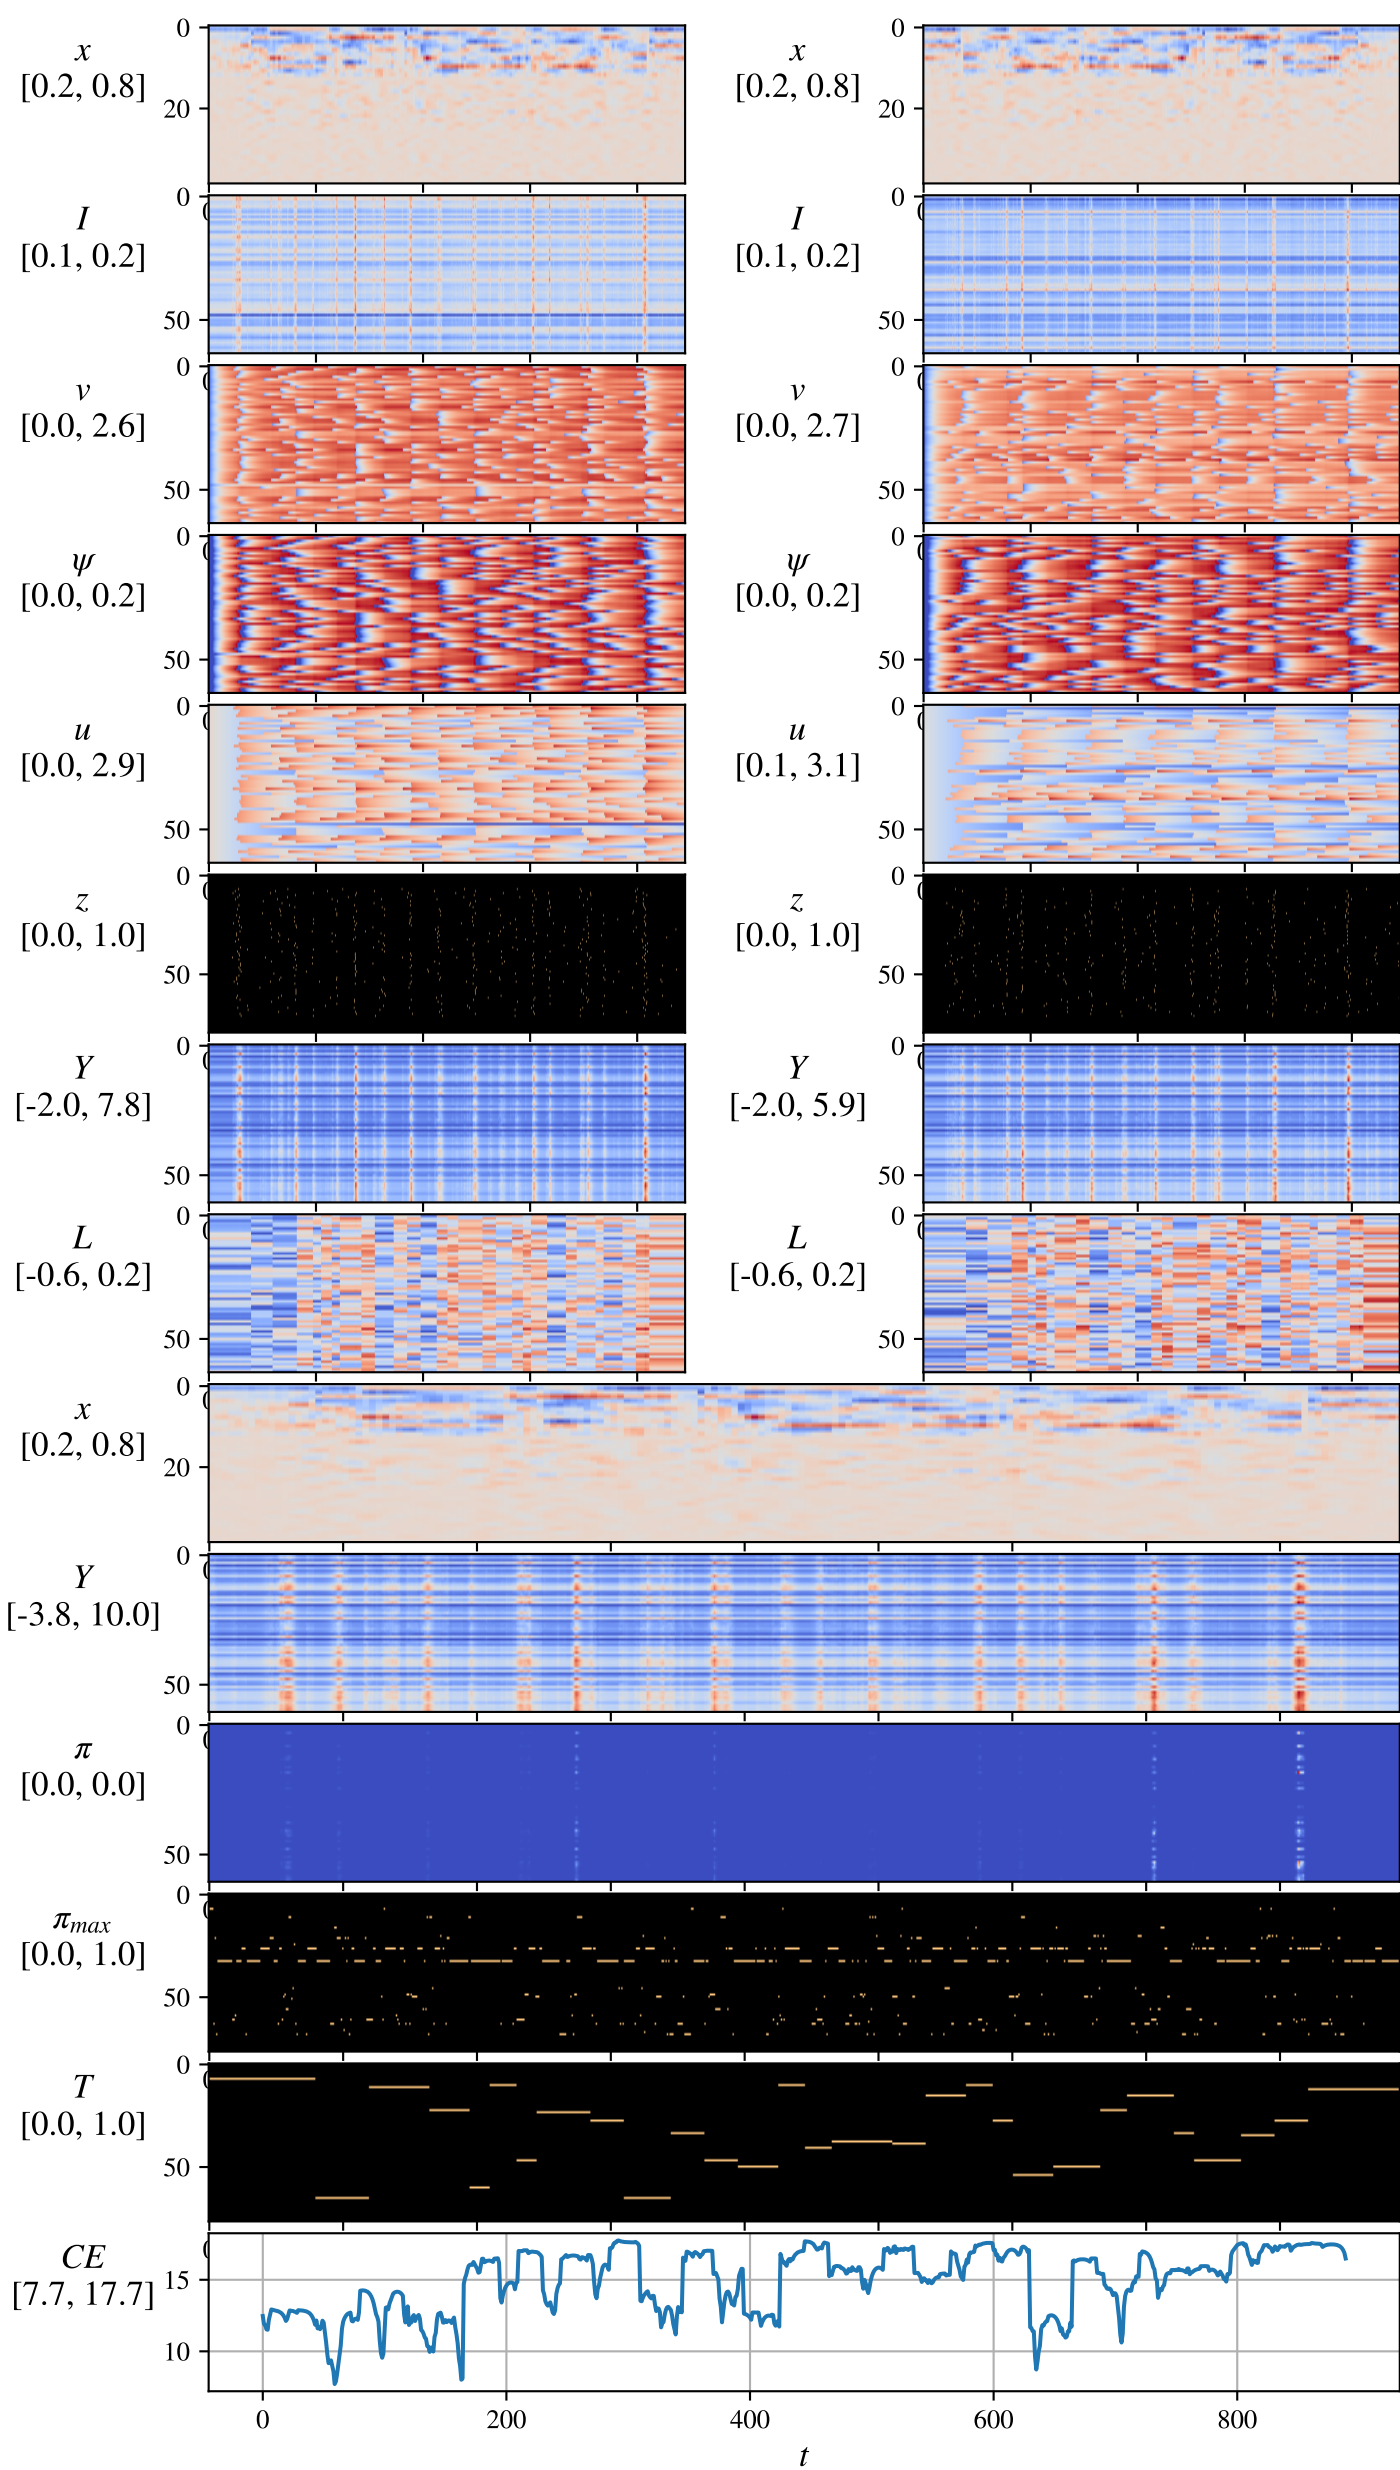 x
[0.2, 0.8]
0
20
x
[0.2, 0.8]
0
20
I
[0.1, 0.2]
0
50
I
[0.1, 0.2]
0
50
v
[0.0, 2.6]
0
50
v
[0.0, 2.7]
0
50
ψ
[0.0, 0.2]
0
50
ψ
[0.0, 0.2]
0
50
u
[0.0, 2.9]
0
50
u
[0.1, 3.1]
0
50
z
[0.0, 1.0]
0
50
z
[0.0, 1.0]
0
50
Y
[-2.0, 7.8]
0
50
Y
[-2.0, 5.9]
0
50
L
[-0.6, 0.2]
0
50
L
[-0.6, 0.2]
0
50
x
[0.2, 0.8]
0
20
Y
[-3.8, 10.0]
0
50
π
[0.0, 0.0]
0
50
πmax
[0.0, 1.0]
0
50
T
[0.0, 1.0]
0
50
CE
[7.7, 17.7]
15
10
0 200 400 600 800
t